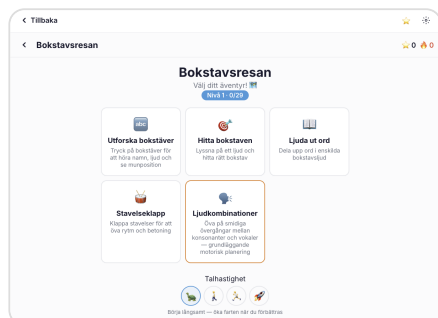 Tillbaka
Bokstavsresan
0 0
Bokstavsresan
Välj ditt äventyr!
Nivå 1 · 0/29
abc
Utforska bokstäver
Tryck på bokstäver för
att höra namn, ljud och
se munposition
Hitta bokstaven
Lyssna på ett ljud och
hitta rätt bokstav
Ljuda ut ord
Dela upp ord i enskilda
bokstavsljud
Stavelseklapp
Klappa stavelser för att
öva rytm och betoning
Ljudkombinationer
Öva på smidiga
övergångar mellan
konsonanter och vokaler
— grundläggande
motorisk planering
Talhastighet
Börja långsamt — öka farten när du förbättras